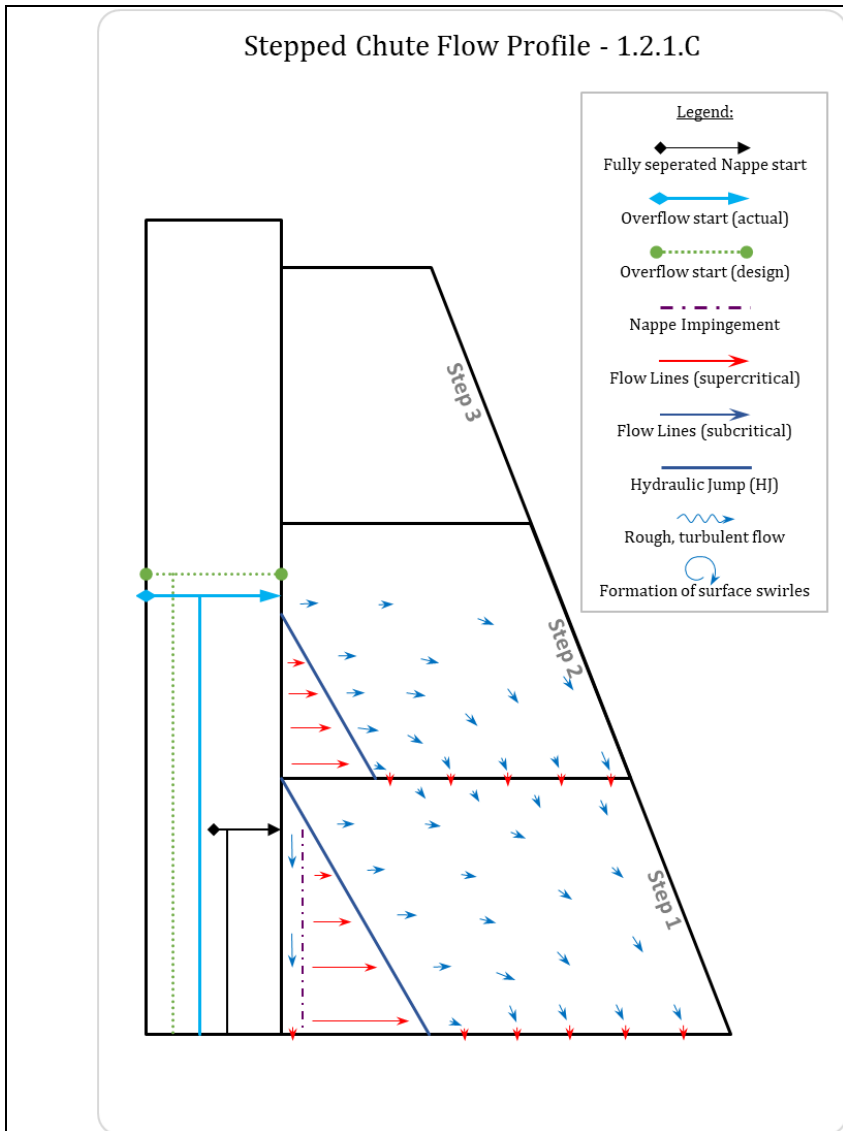 Stepped Chute Flow Profile - 1.2.1.C
Legend:
Fully seperated Nappe start
Overflow start (actual)
Overflow start (design)
Nappe Impingement
Flow Lines (supercritical)
Flow Lines (subcritical)
Hydraulic Jump (HJ)
Rough, turbulent flow
Formation of surface swirles
Step 3
Step 2
Step 1